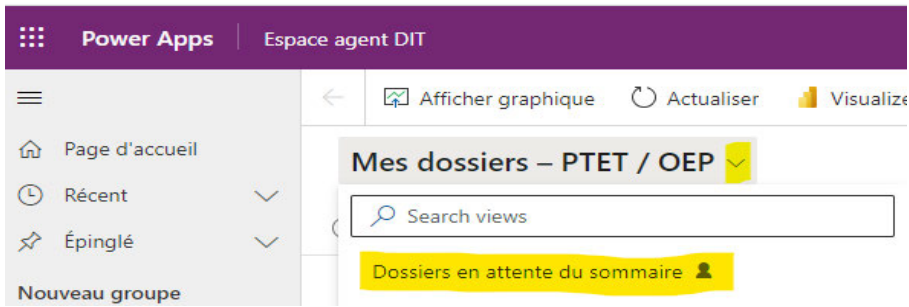 Power Apps Espace agent DIT
Afficher graphique Actualiser Visualize
Page d'accueil
Mes dossiers – PTET / OEP
Récent
Search views
Épinglé
Dossiers en attente du sommaire
Nouveau groupe